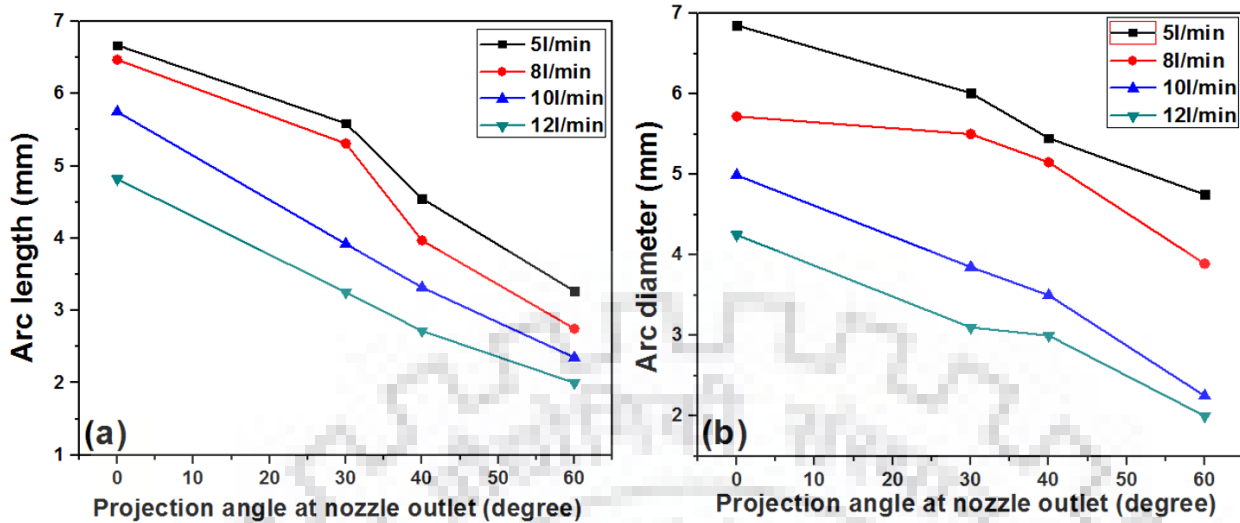 7
6
5
4
3
2
1
Arc length (mm)
5l/min
8l/min
10l/min
12l/min
(a)
0 10 20 30 40 50 60
Projection angle at nozzle outlet (degree)
7
6
5
4
3
2
Arc diameter (mm)
5l/min
8l/min
10l/min
12l/min
(b)
0 10 20 30 40 50 60
Projection angle at nozzle outlet (degree)